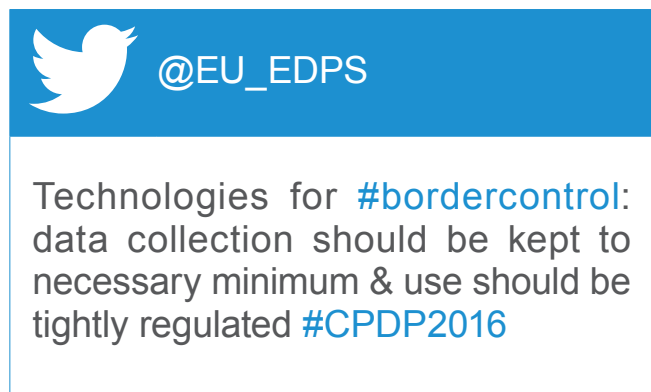 @EU_EDPS
Technologies for #bordercontrol:
data collection should be kept to
necessary minimum & use should be
tightly regulated #CPDP2016